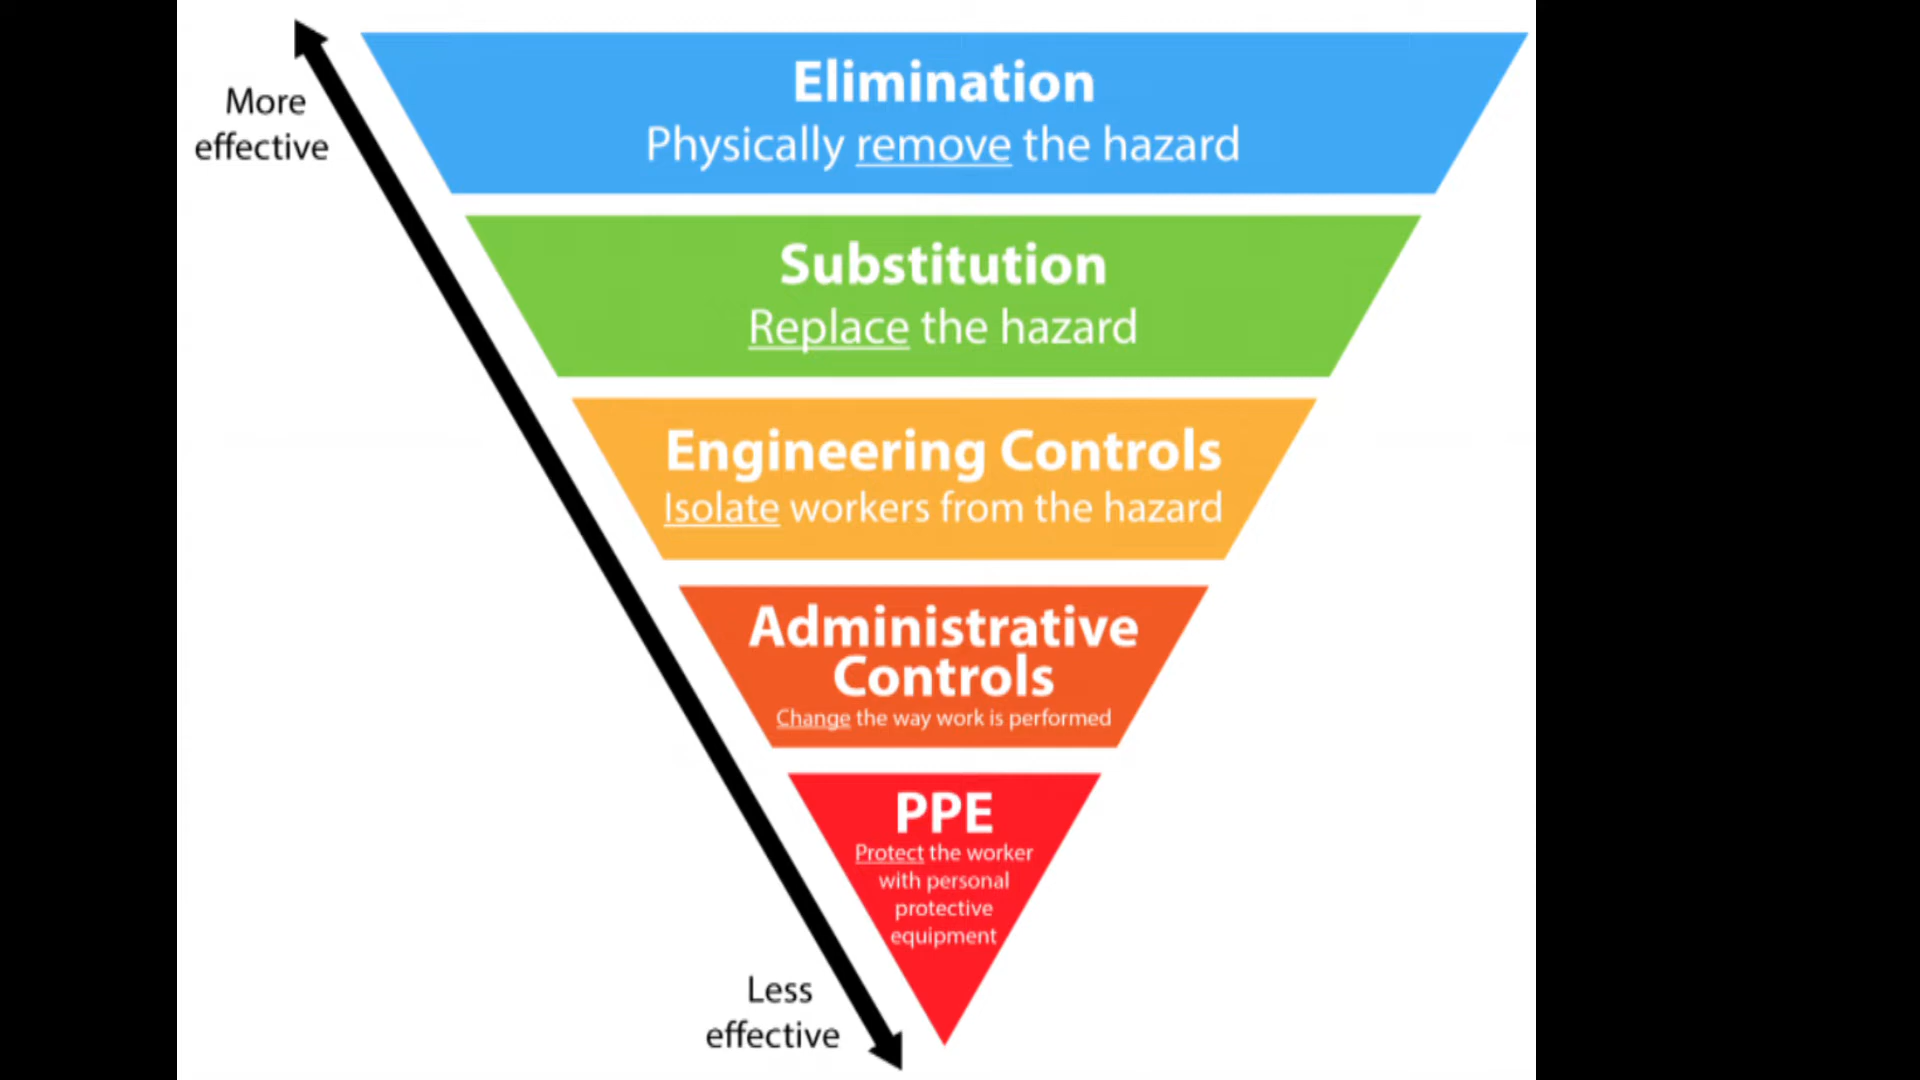 More
effective
Elimination
Physically remove the hazard
Substitution
Replace the hazard
Engineering Controls
Isolate workers from the hazard
Administrative
Controls
Change the way work is performed
PPE
Protect the worker
with personal
protective
equipment
Less
effective